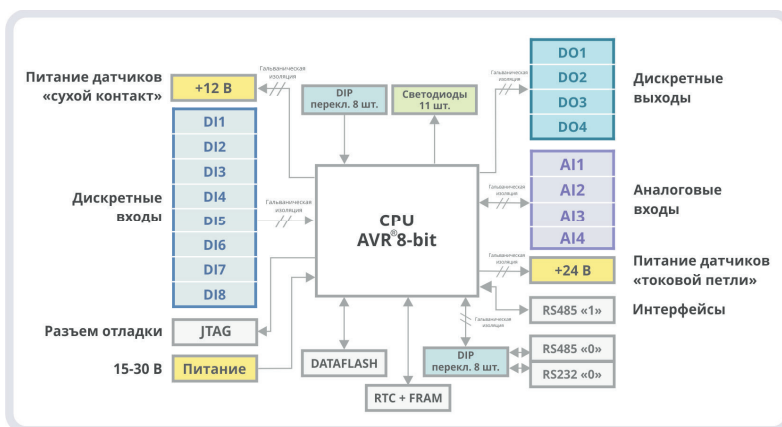 Питание датчиков
«сухой контакт»
+12 В
Гальваническая
изоляция
DI1
DI2
DI3
DI4
DI5
DI6
DI7
DI8
Дискретные
входы
Гальваническая
изоляция
Разъем отладки
JTAG
15-30 В
Питание
DIP
перекл. 8 шт.
Светодиоды
11 шт.
CPU
AVR® 8-bit
DATAFLASH
RTC + FRAM
Гальваническая
изоляция
DIP
перекл. 8 шт.
Гальваническая
изоляция
DO1
DO2
DO3
DO4
Дискретные
выходы
Гальваническая
изоляция
AI1
AI2
AI3
AI4
Аналоговые
входы
Гальваническая
изоляция
+24 В
Питание датчиков
«токовой петли»
RS485 «1»
Интерфейсы
RS485 «0»
RS232 «0»